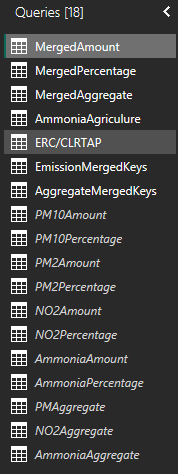 Queries [18]
MergedAmount
MergedPercentage
MergedAggregate
AmmoniaAgriculure
ERC/CLRTAP
EmissionMergedKeys
AggregateMergedKeys
PM10Amount
PM10Percentage
PM2Amount
PM2Percentage
NO2Amount
NO2Percentage
AmmoniaAmount
AmmoniaPercentage
PMAggregate
NO2Aggregate
AmmoniaAggregate